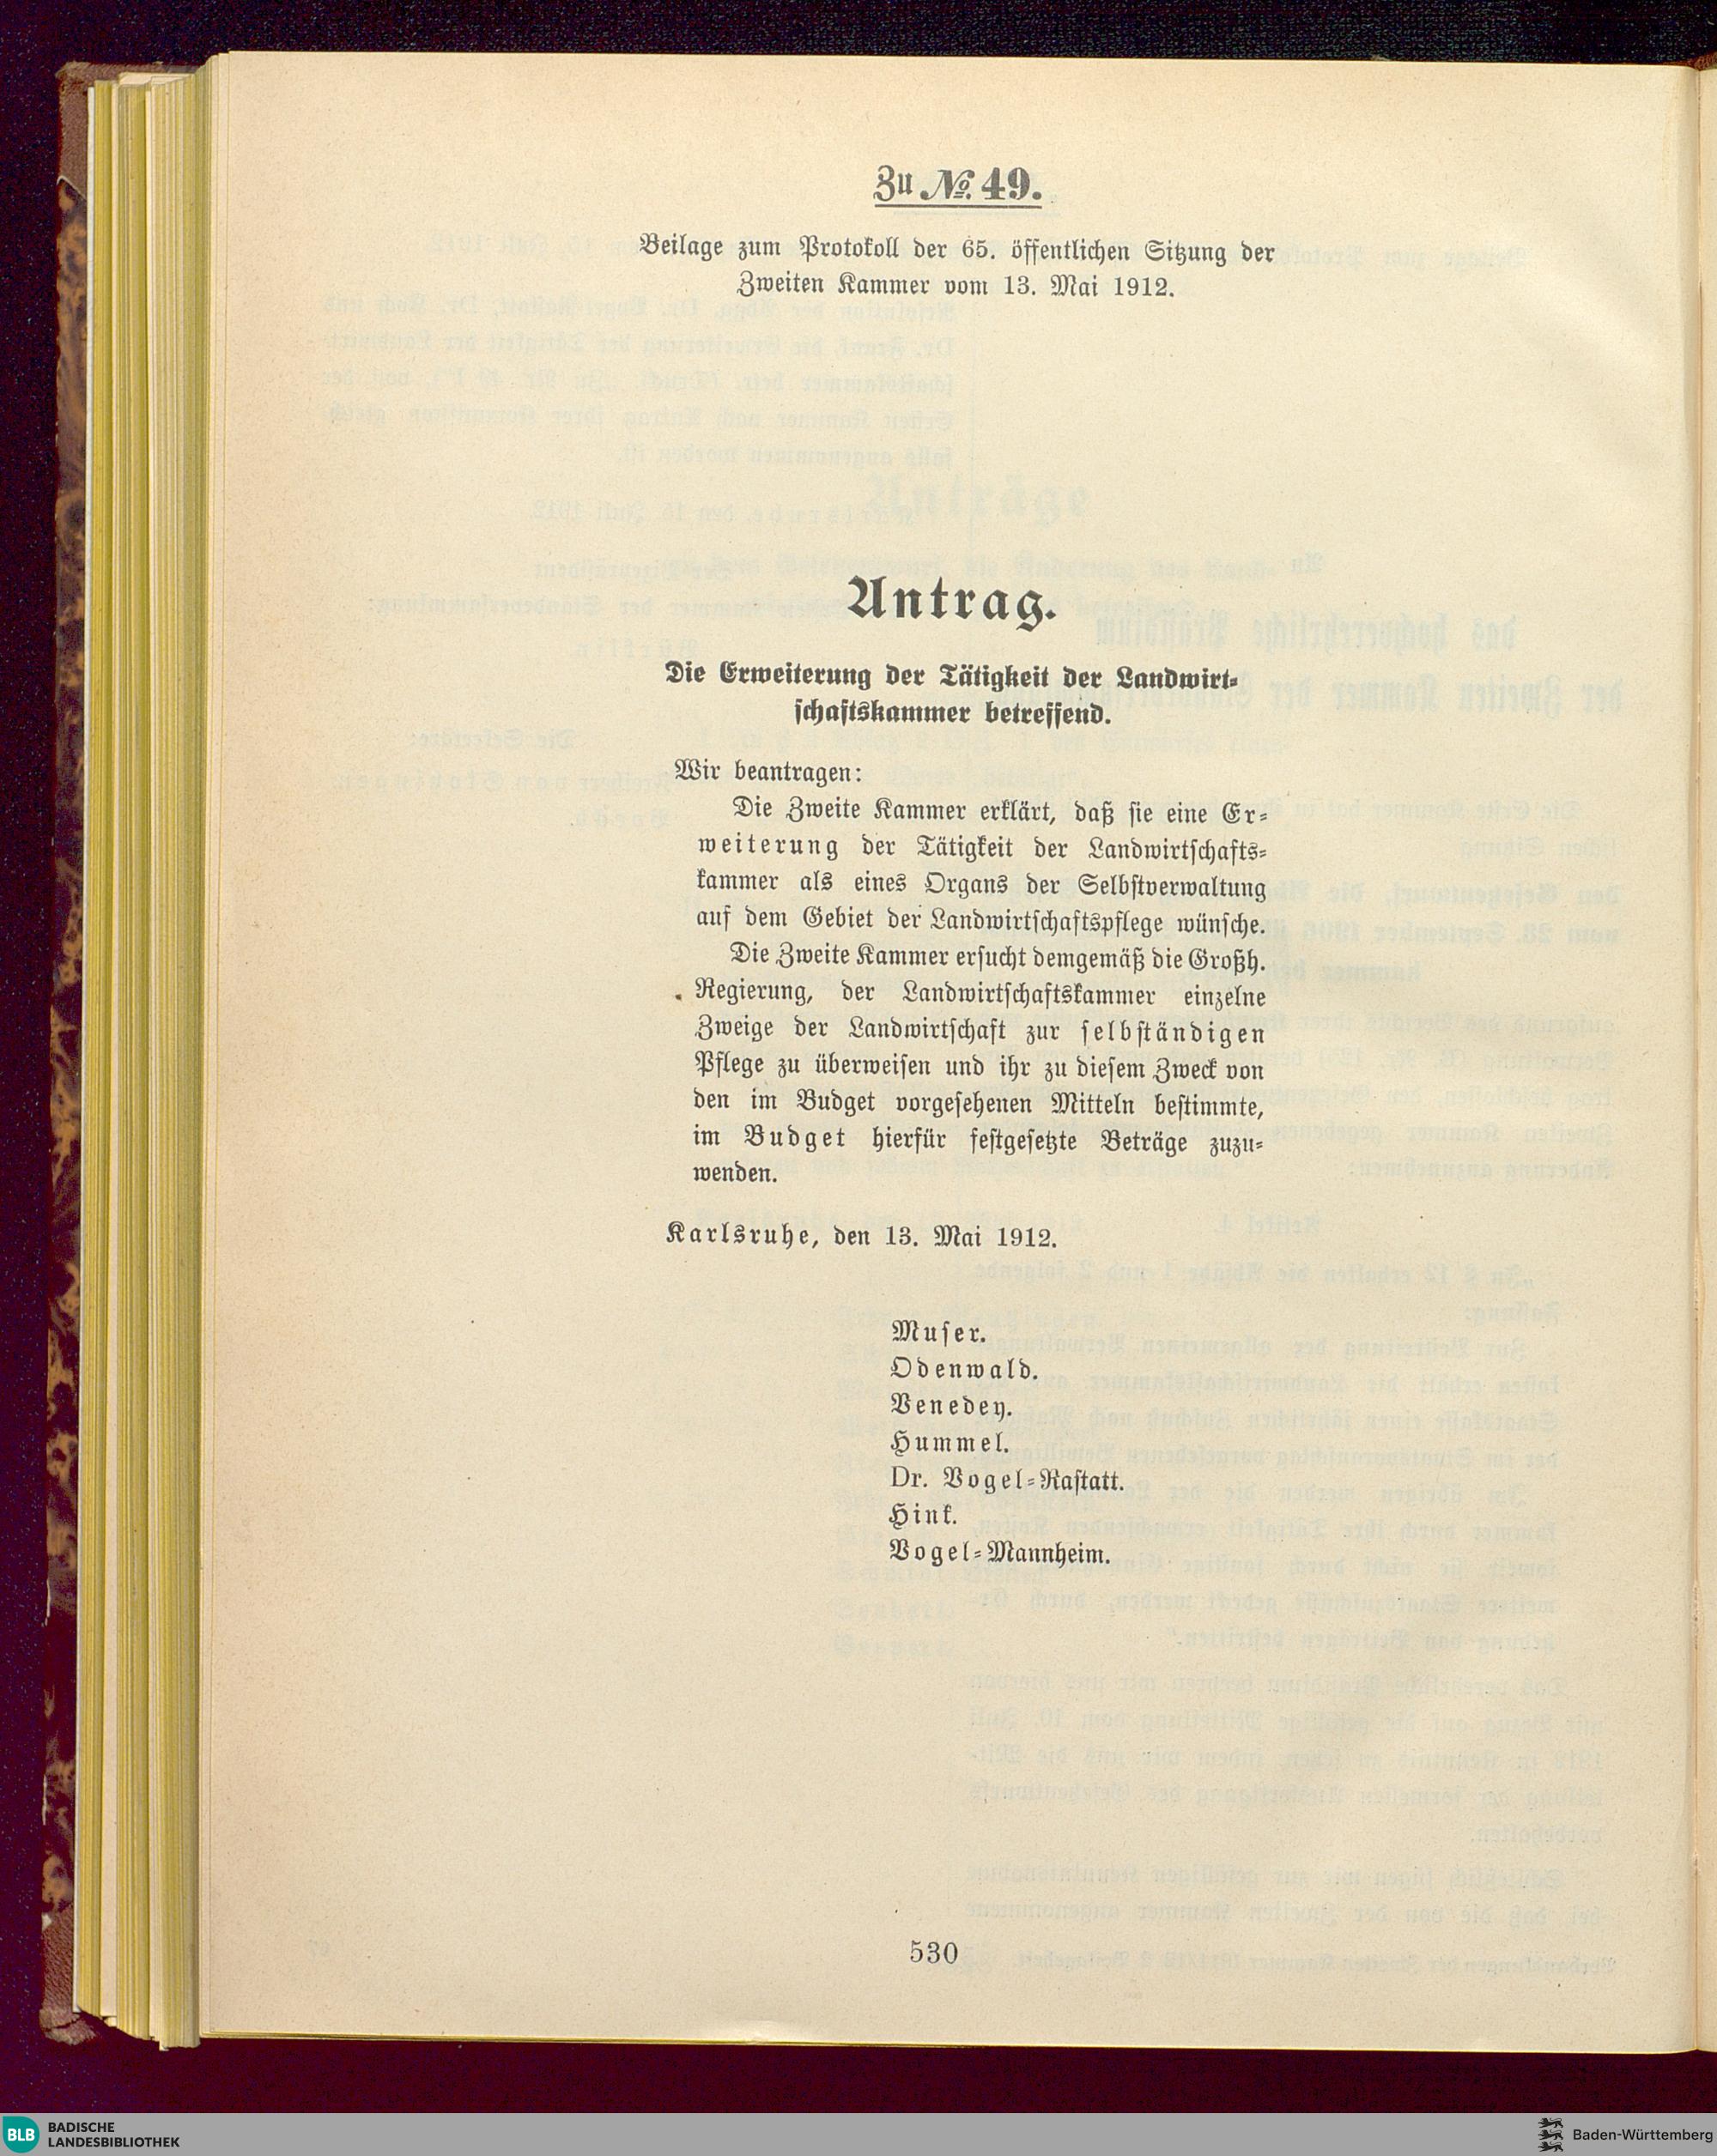 Zu №. 49.
Beilage zum Protokoll der 65. öffentlichen Sitzung der
Zweiten Kammer vom 13. Mai 1912.
Antrag.
Die Erweiterung der Tätigkeit der Landwirt-
schaftskammer betreffend.
Wir beantragen:
Die Zweite Kammer erklärt, daß sie eine Er-
weiterung der Tätigkeit der Landwirtschafts-
kammer als eines Organs der Selbstverwaltung
auf dem Gebiet der Landwirtschaftspflege wünsche.
Die Zweite Kammer ersucht demgemäß die Großh.
Regierung, der Landwirtschaftskammer einzelne
Zweige der Landwirtschaft zur selbständigen
Pflege zu überweisen und ihr zu diesem Zweck von
den im Budget vorgesehenen Mitteln bestimmte,
im Budget hierfür festgesetzte Beträge zuzu-
wenden.
Karlsruhe, den 13. Mai 1912.
Muser.
Odenwald.
Venedey.
Hummel.
Dr. Vogel-Rastatt.
Hink.
Vogel-Mannheim.
530
BLB BADISCHE
LANDESBIBLIOTHEK
Baden-Württemberg